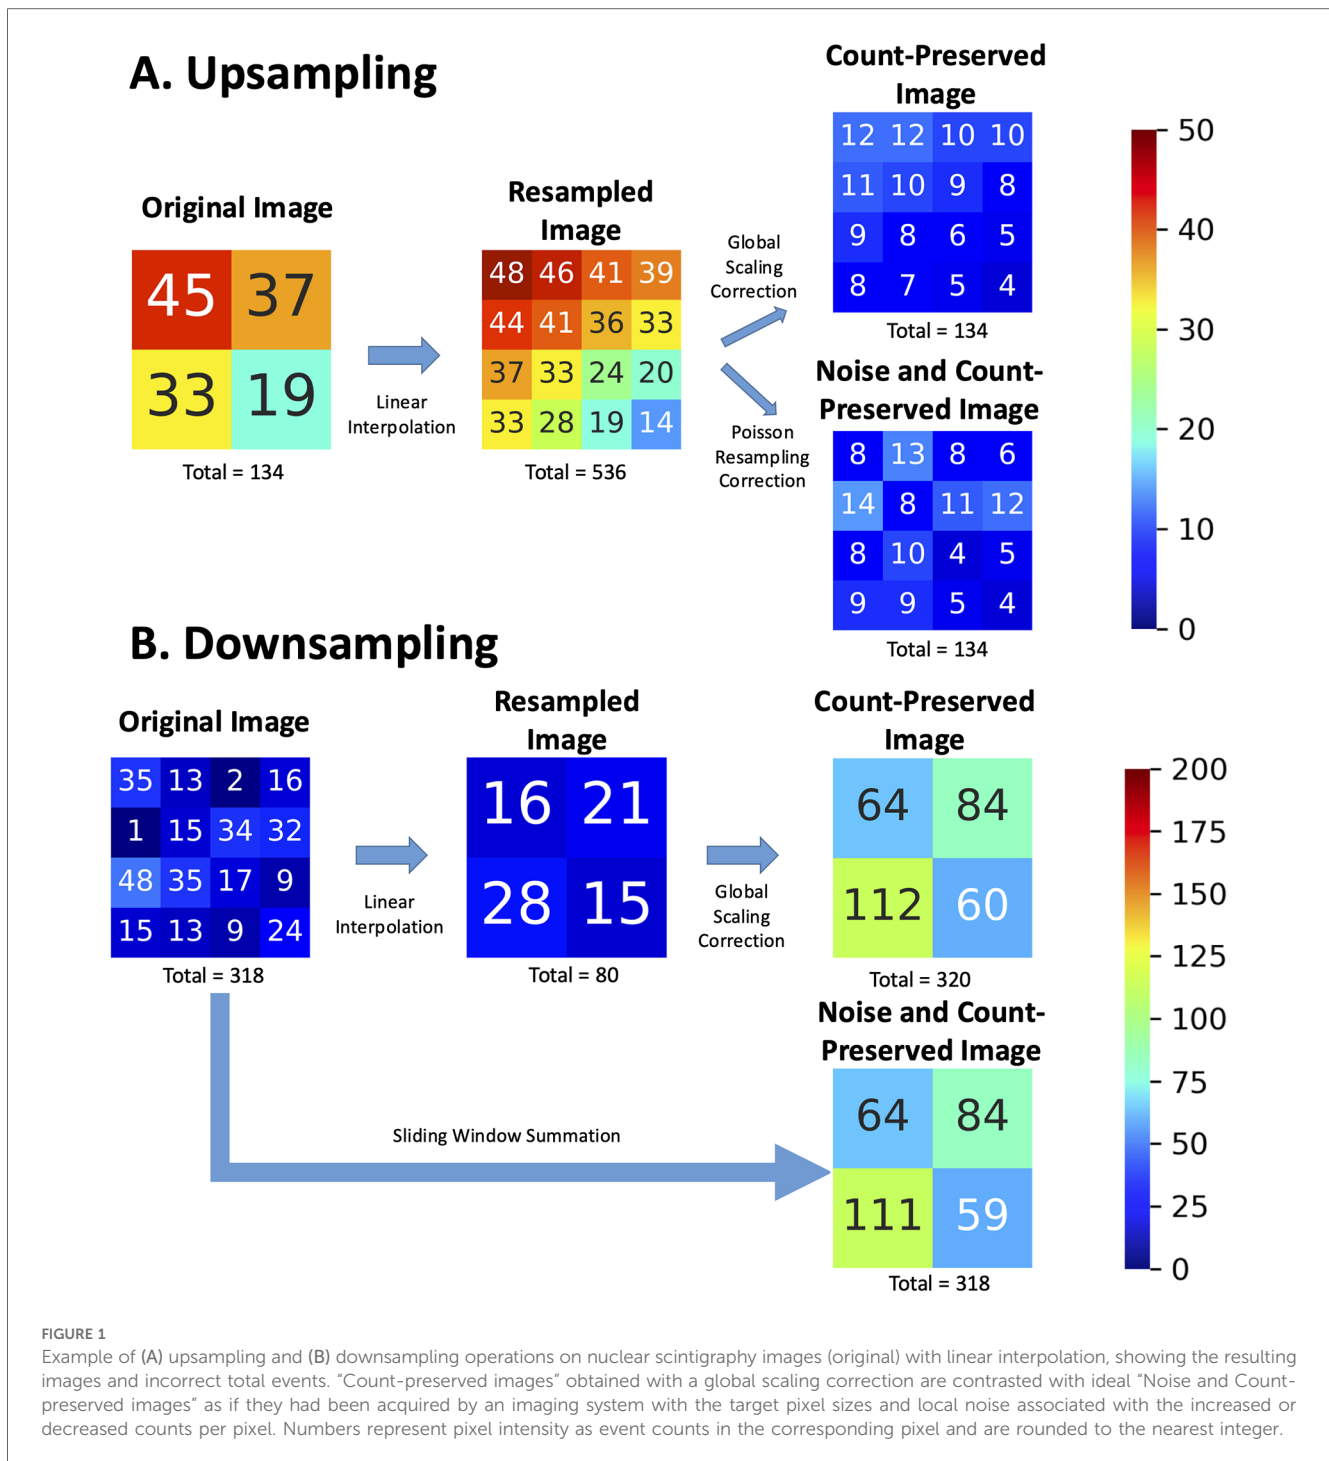 A. Upsampling
Original Image
45 37
33 19
Total = 134
Linear
Interpolation
Resampled
Image
48 46 41 39
44 41 36 33
37 33 24 20
33 28 19 14
Total = 536
Global
Scaling
Correction
Poisson
Resampling
Correction
Count-Preserved
Image
12 12 10 10
11 10 9 8
9 8 6 5
8 7 5 4
Total = 134
Noise and Count-
Preserved Image
8 13 8 6
14 8 11 12
8 10 4 5
9 9 5 4
Total = 134
50
40
30
20
10
0
B. Downsampling
Original Image
35 13 2 16
1 15 34 32
48 35 17 9
15 13 9 24
Total = 318
Linear
Interpolation
Resampled
Image
16 21
28 15
Total = 80
Global
Scaling
Correction
Count-Preserved
Image
64 84
112 60
Total = 320
Sliding Window Summation
Noise and Count-
Preserved Image
64 84
111 59
Total = 318
200
175
150
125
100
75
50
25
0
FIGURE 1
Example of (A) upsampling and (B) downsampling operations on nuclear scintigraphy images (original) with linear interpolation, showing the resulting
images and incorrect total events. “Count-preserved images” obtained with a global scaling correction are contrasted with ideal “Noise and Count-
preserved images” as if they had been acquired by an imaging system with the target pixel sizes and local noise associated with the increased or
decreased counts per pixel. Numbers represent pixel intensity as event counts in the corresponding pixel and are rounded to the nearest integer.